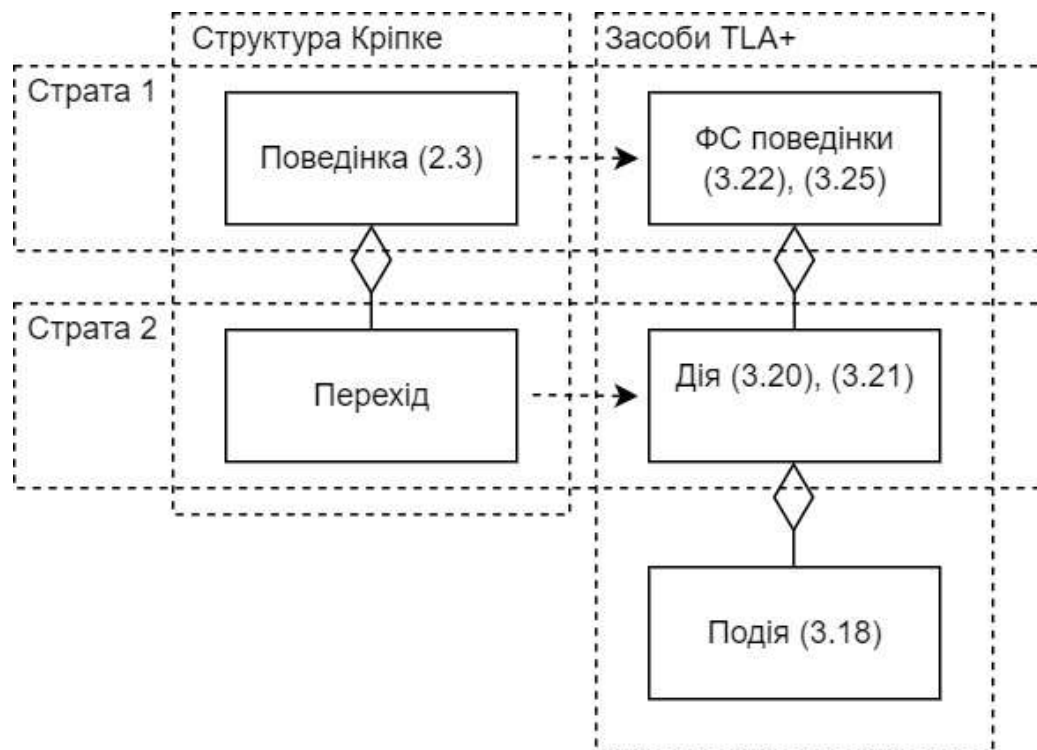 Структура Кріпке
Засоби TLA+
Страта 1
Поведінка (2.3)
ФС поведінки
(3.22), (3.25)
Страта 2
Перехід
Дія (3.20), (3.21)
Подія (3.18)